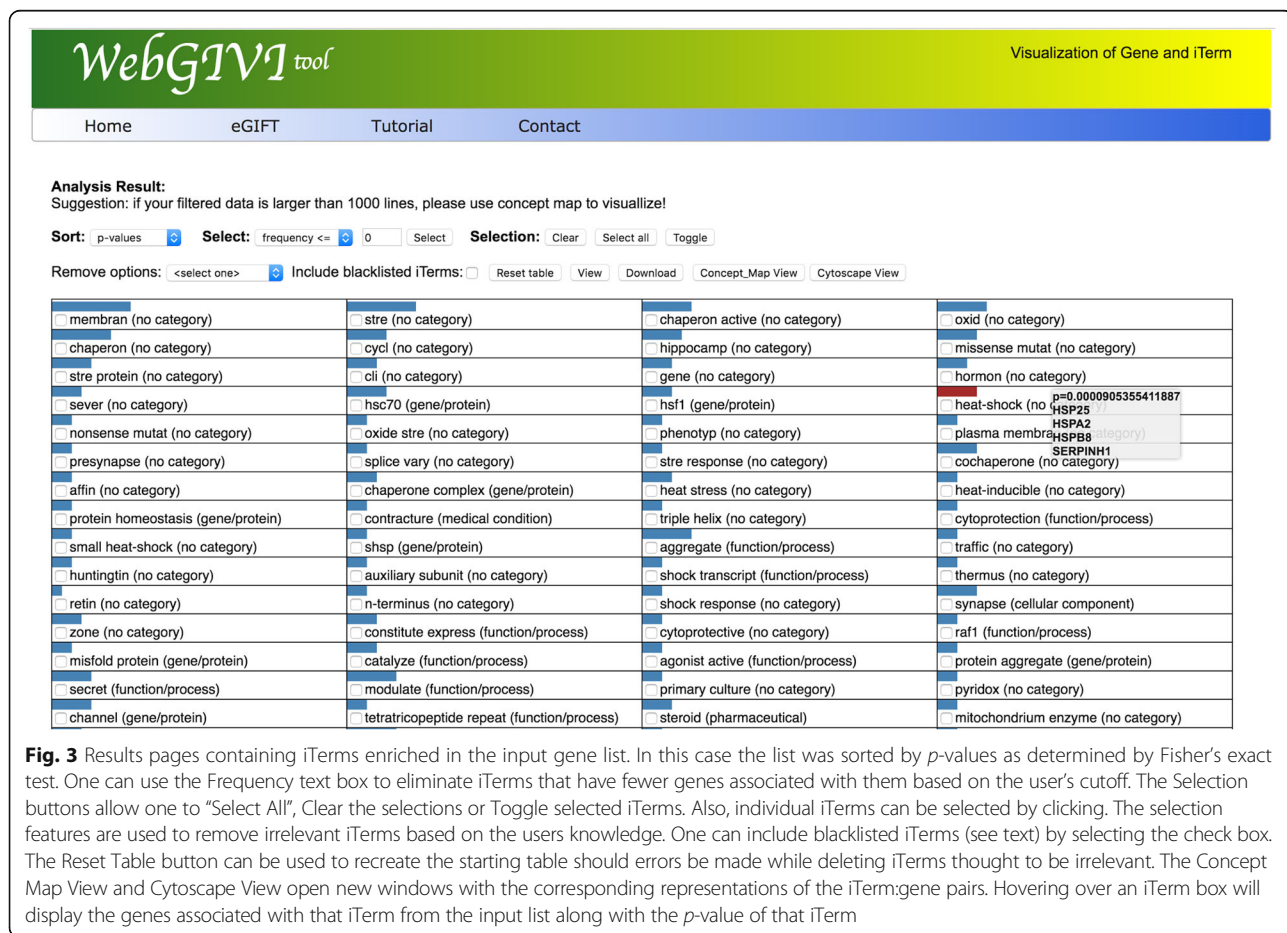 WebGIVI tool
Visualization of Gene and iTerm
Home eGIFT Tutorial Contact
Analysis Result:
Suggestion: if your filtered data is larger than 1000 lines, please use concept map to visuallize!
Sort: p-values Select: frequency <= 0 Select Selection: Clear Select all Toggle
Remove options: <select one> Include blacklisted iTerms: Reset table View Download Concept_Map View Cytoscape View
membran (no category) stre (no category) chaperon active (no category) oxid (no category)
chaperon (no category) cycl (no category) hippocamp (no category) missense mutat (no category)
stre protein (no category) cli (no category) gene (no category) hormon (no category)
sever (no category) hsc70 (gene/protein) hsf1 (gene/protein) heat-shock (no
p=0.0000905355411887
HSP25
HSPA2
HSPB8
SERPINH1
nonsense mutat (no category) oxide stre (no category) phenotyp (no category) plasma membra category)
presynapse (no category) splice vary (no category) stre response (no category) cochaperone (no category)
affin (no category) chaperone complex (gene/protein) heat stress (no category) heat-inducible (no category)
protein homeostasis (gene/protein) contracture (medical condition) triple helix (no category) cytoprotection (function/process)
small heat-shock (no category) shsp (gene/protein) aggregate (function/process) traffic (no category)
huntingtin (no category) auxiliary subunit (no category) shock transcript (function/process) thermus (no category)
retin (no category) n-terminus (no category) shock response (no category) synapse (cellular component)
zone (no category) constitute express (function/process) cytoprotective (no category) raf1 (function/process)
misfold protein (gene/protein) catalyze (function/process) agonist active (function/process) protein aggregate (gene/protein)
secret (function/process) modulate (function/process) primary culture (no category) pyridox (no category)
channel (gene/protein) tetratricopeptide repeat (function/process) steroid (pharmaceutical) mitochondrium enzyme (no category)
Fig. 3 Results pages containing iTerms enriched in the input gene list. In this case the list was sorted by p-values as determined by Fisher's exact
test. One can use the Frequency text box to eliminate iTerms that have fewer genes associated with them based on the user's cutoff. The Selection
buttons allow one to “Select All”, Clear the selections or Toggle selected iTerms. Also, individual iTerms can be selected by clicking. The selection
features are used to remove irrelevant iTerms based on the users knowledge. One can include blacklisted iTerms (see text) by selecting the check box.
The Reset Table button can be used to recreate the starting table should errors be made while deleting iTerms thought to be irrelevant. The Concept
Map View and Cytoscape View open new windows with the corresponding representations of the iTerm:gene pairs. Hovering over an iTerm box will
display the genes associated with that iTerm from the input list along with the p-value of that iTerm